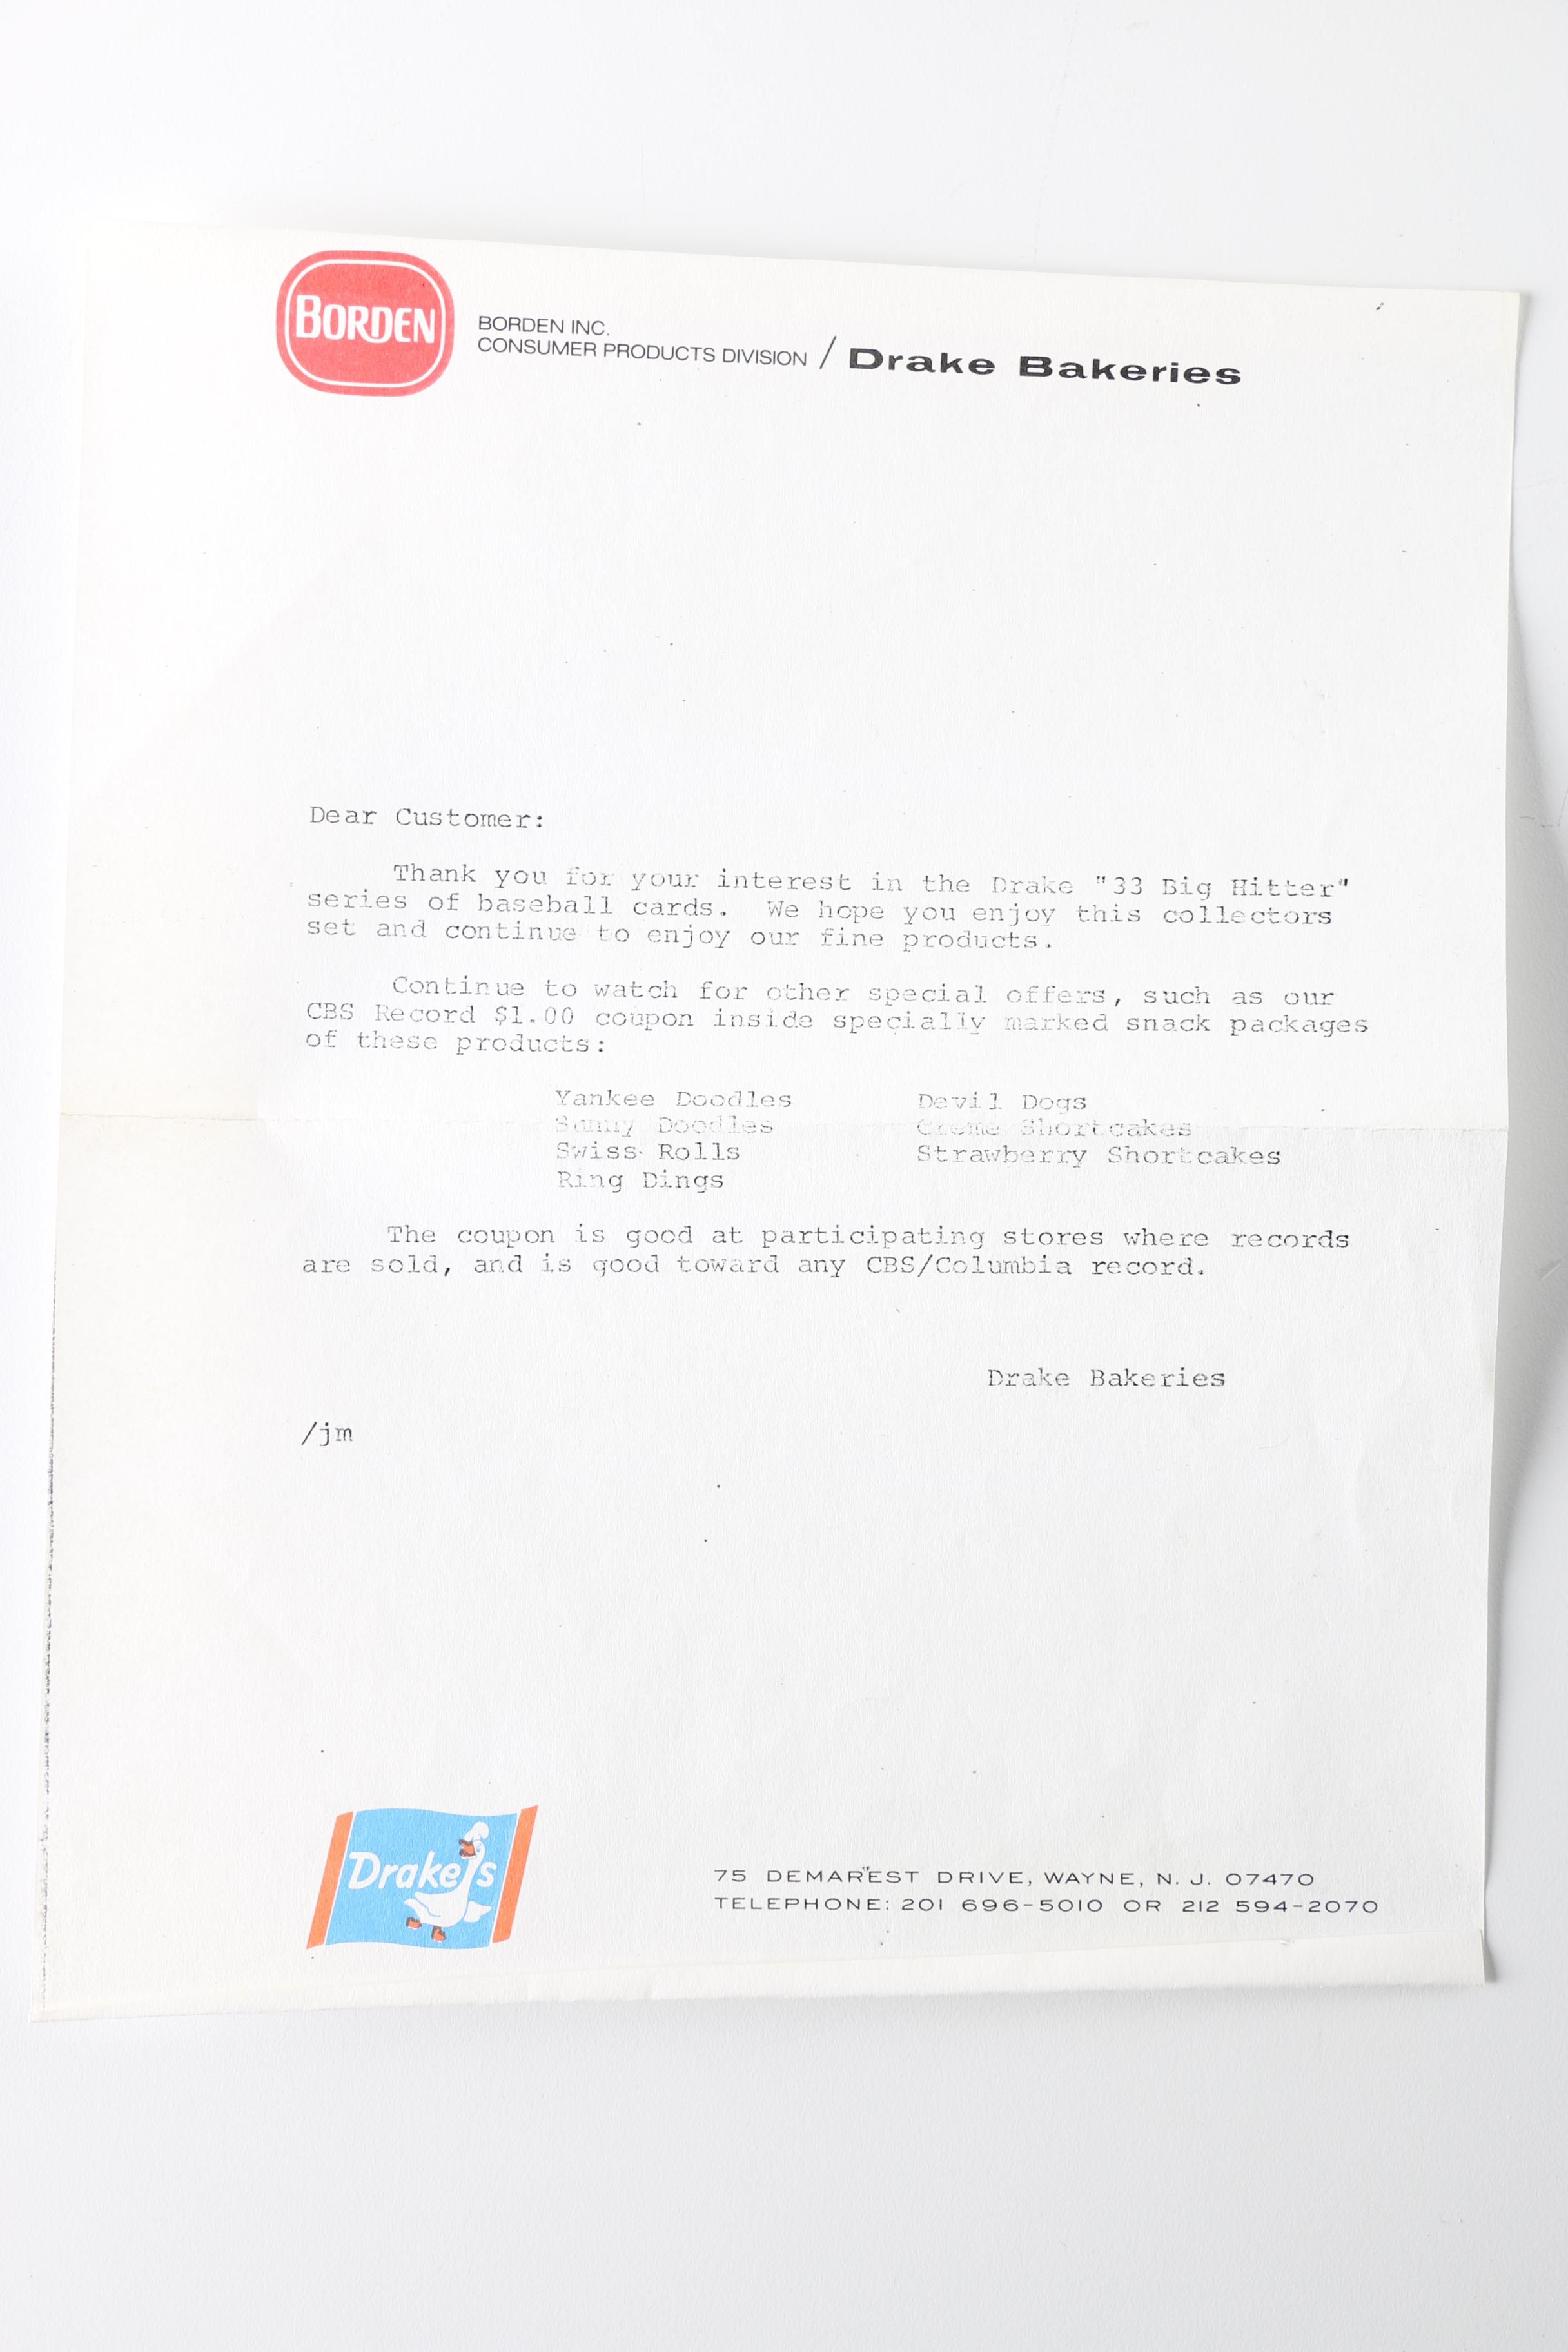 BORDEN
BORDEN INC.
CONSUMER PRODUCTS DIVISION / Drake Bakeries
Dear Customer:
Thank you for your interest in the Drake "33 Big Hitter"
series of baseball cards. We hope you enjoy this collectors
set and continue to enjoy our fine products.
Continue to watch for other special offers, such as our
CBS Record $1.00 coupon inside specially marked snack packages
of these products:
Yankee Doodles Devil Dogs
Sunny Doodles Creme Shortcakes
Swiss Rolls Strawberry Shortcakes
Ring Dings
The coupon is good at participating stores where records
are sold, and is good toward any CBS/Columbia record.
Drake Bakeries
/jm
Drake's
75 DEMAREST DRIVE, WAYNE, N. J. 07470
TELEPHONE: 201 696-5010 OR 212 594-2070